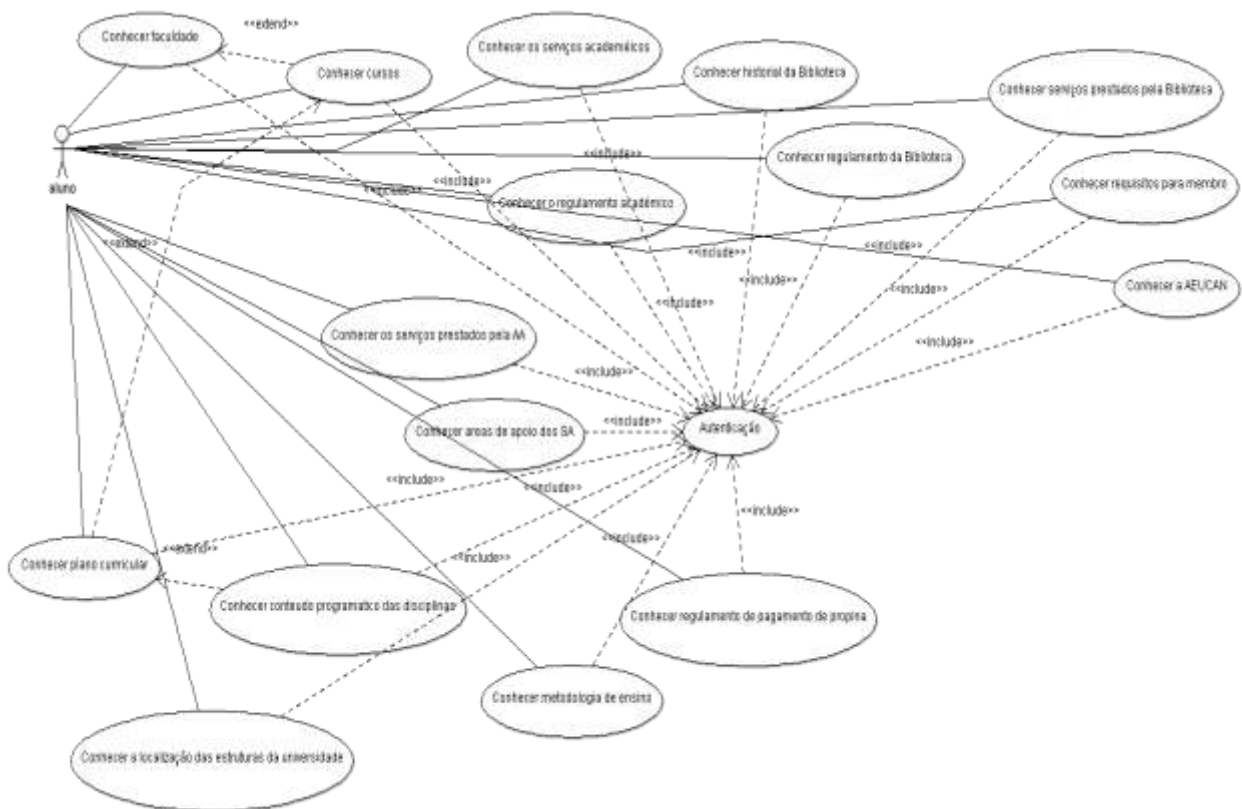 <<extend>>
Conhecer faculdade
Conhecer cursos
Conhecer os serviços académicos
Conhecer historial da Biblioteca
Conhecer serviços prestados pela Biblioteca
aluno
<<include>>
Conhecer regulamento da Biblioteca
<<include>>
<<include>>
Conhecer requisitos para membro
Conhecer o regulamento académico
<<extend>>
<<include>>
<<include>>
<<include>>
<<include>>
<<include>>
<<include>>
Conhecer a AEUCAN
Conhecer os serviços prestados pela AA
<<include>>
<<include>>
Conhecer areas de apoio dos SA
<<include>>
Autenticação
<<include>>
<<include>>
<<include>>
<<include>>
<<extend>>
<<include>>
Conhecer plano curricular
Conhecer conteudo programatico das disciplinas
Conhecer regulamento de pagamento de propina
Conhecer metodologia de ensino
Conhecer a localização das estruturas da universidade